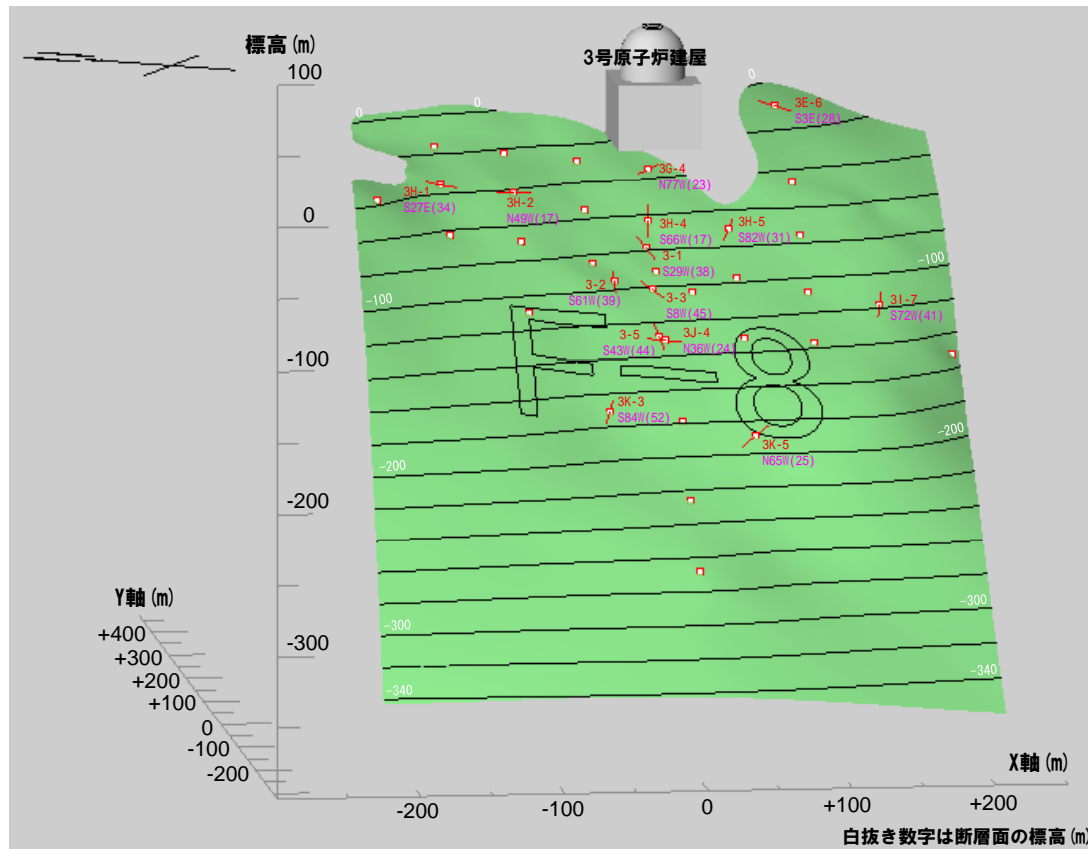 標高(m)
100
0
-100
-200
-300
3号原子炉建屋
0
0
0
3E-6
S3E(28)
3G-4
N77W(23)
3H-1
S27E(34)
3H-2
N49W(17)
3H-4
S66W(17)
3H-5
S82W(31)
3-1
S29W(38)
3-2
S61W(39)
3-3
S8W(45)
3I-7
S72W(41)
3-5
S43W(44)
3J-4
N36W(24)
3K-3
S84W(52)
3K-5
N65W(25)
-100
-100
-200
-200
-300
-300
-340
-340
F-8
Y軸(m)
+400
+300
+200
+100
0
-100
-200
X軸(m)
-200
-100
0
+100
+200
白抜き数字は断層面の標高(m)